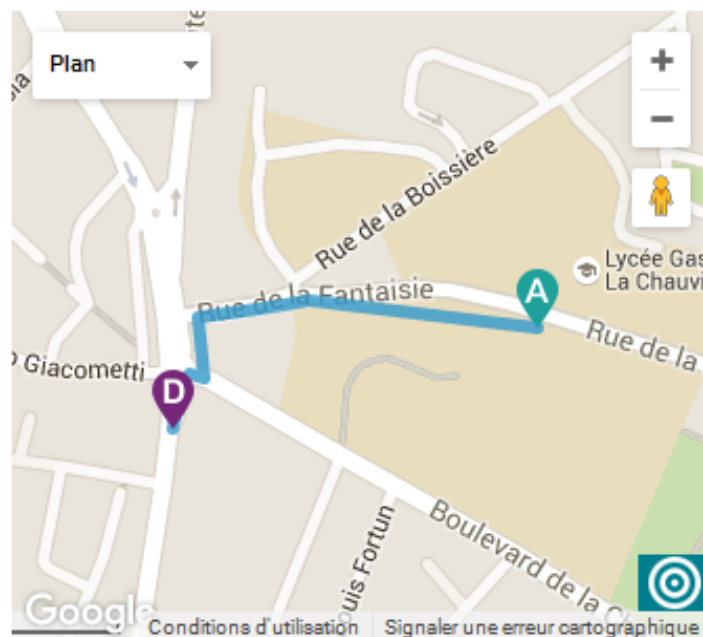 Plan
+
−
Rue de la Boissière
Lycée Gas
La Chauvi
A
Rue de la Fantaisie
Rue de la
Giacometti
D
Boulevard de la
ouis Fortun
Google
Conditions d'utilisation
Signaler une erreur cartographique